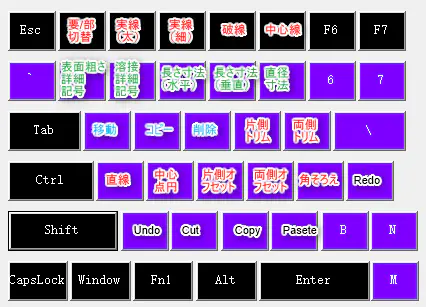 Esc 要/部切替 実線(太) 実線(細) 破線 中心線 F6 F7
` 表面粗さ詳細記号 溶接詳細記号 長さ寸法(水平) 長さ寸法(垂直) 直径寸法 6 7
Tab 移動 コピー 削除 片側トリム 両側トリム \
Ctrl 直線 中心点円 片側オフセット 両側オフセット 角そろえ Redo
Shift Undo Cut Copy Pasete B N
CapsLock Window Fn1 Alt Enter M